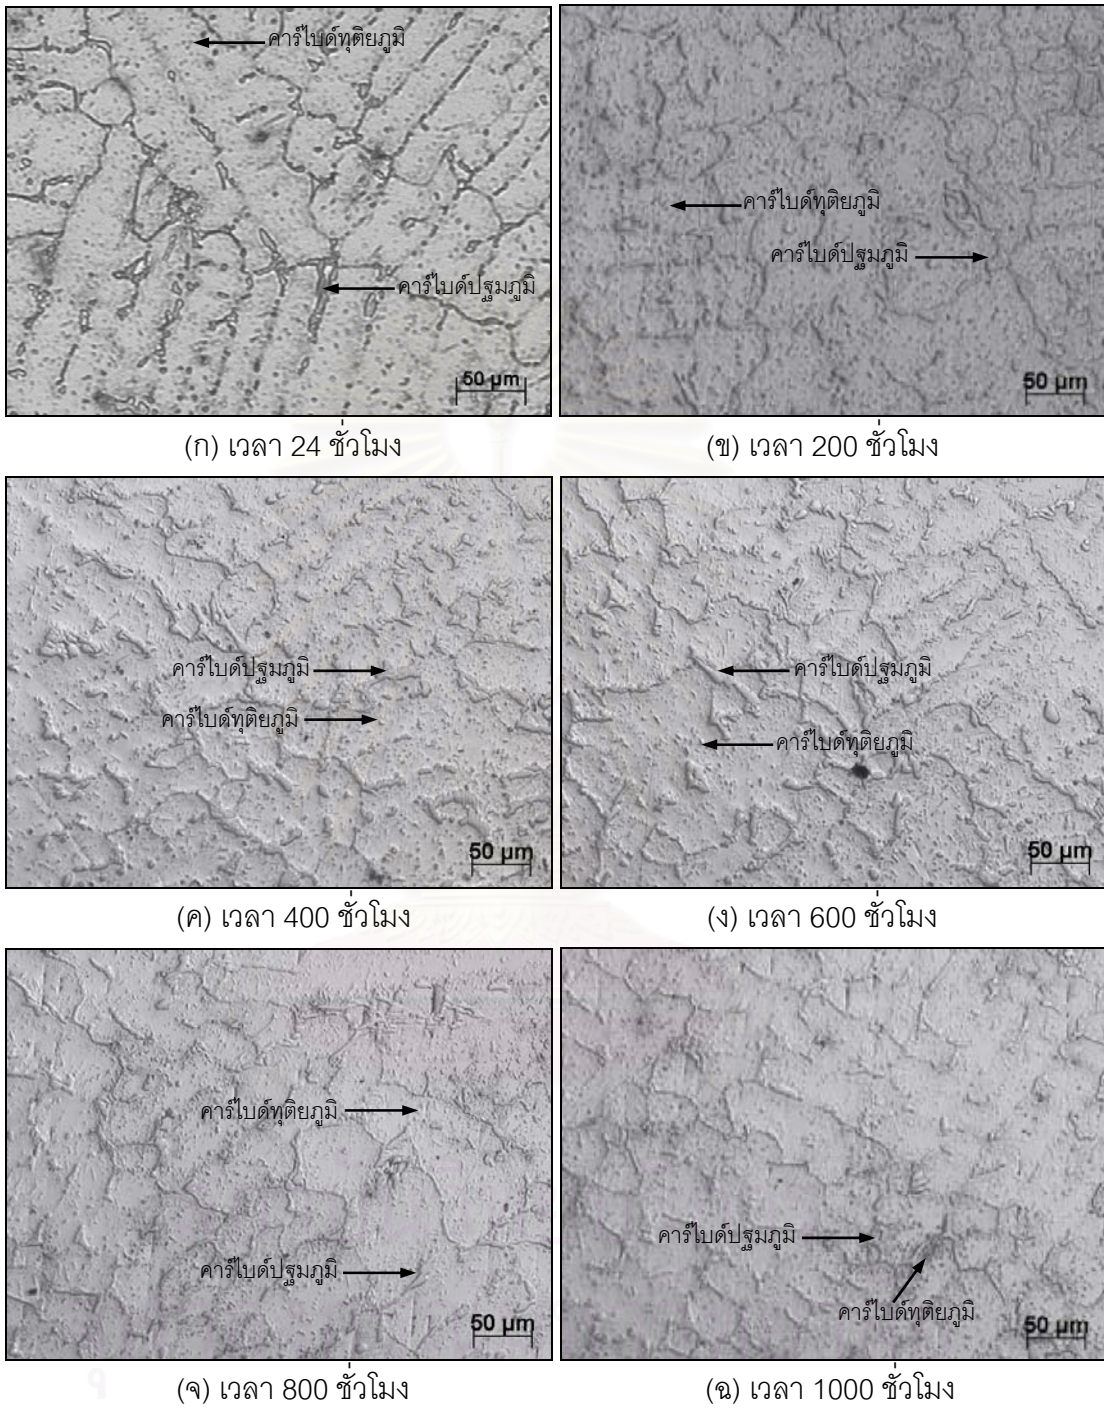 คาร์ไบด์ทุติยภูมิ
คาร์ไบด์ปฐมภูมิ
50 µm
(ก) เวลา 24 ชั่วโมง
คาร์ไบด์ทุติยภูมิ
คาร์ไบด์ปฐมภูมิ
50 µm
(ข) เวลา 200 ชั่วโมง
คาร์ไบด์ปฐมภูมิ
คาร์ไบด์ทุติยภูมิ
50 µm
(ค) เวลา 400 ชั่วโมง
คาร์ไบด์ปฐมภูมิ
คาร์ไบด์ทุติยภูมิ
50 µm
(ง) เวลา 600 ชั่วโมง
คาร์ไบด์ทุติยภูมิ
คาร์ไบด์ปฐมภูมิ
50 µm
(จ) เวลา 800 ชั่วโมง
คาร์ไบด์ปฐมภูมิ
คาร์ไบด์ทุติยภูมิ
50 µm
(ฉ) เวลา 1000 ชั่วโมง